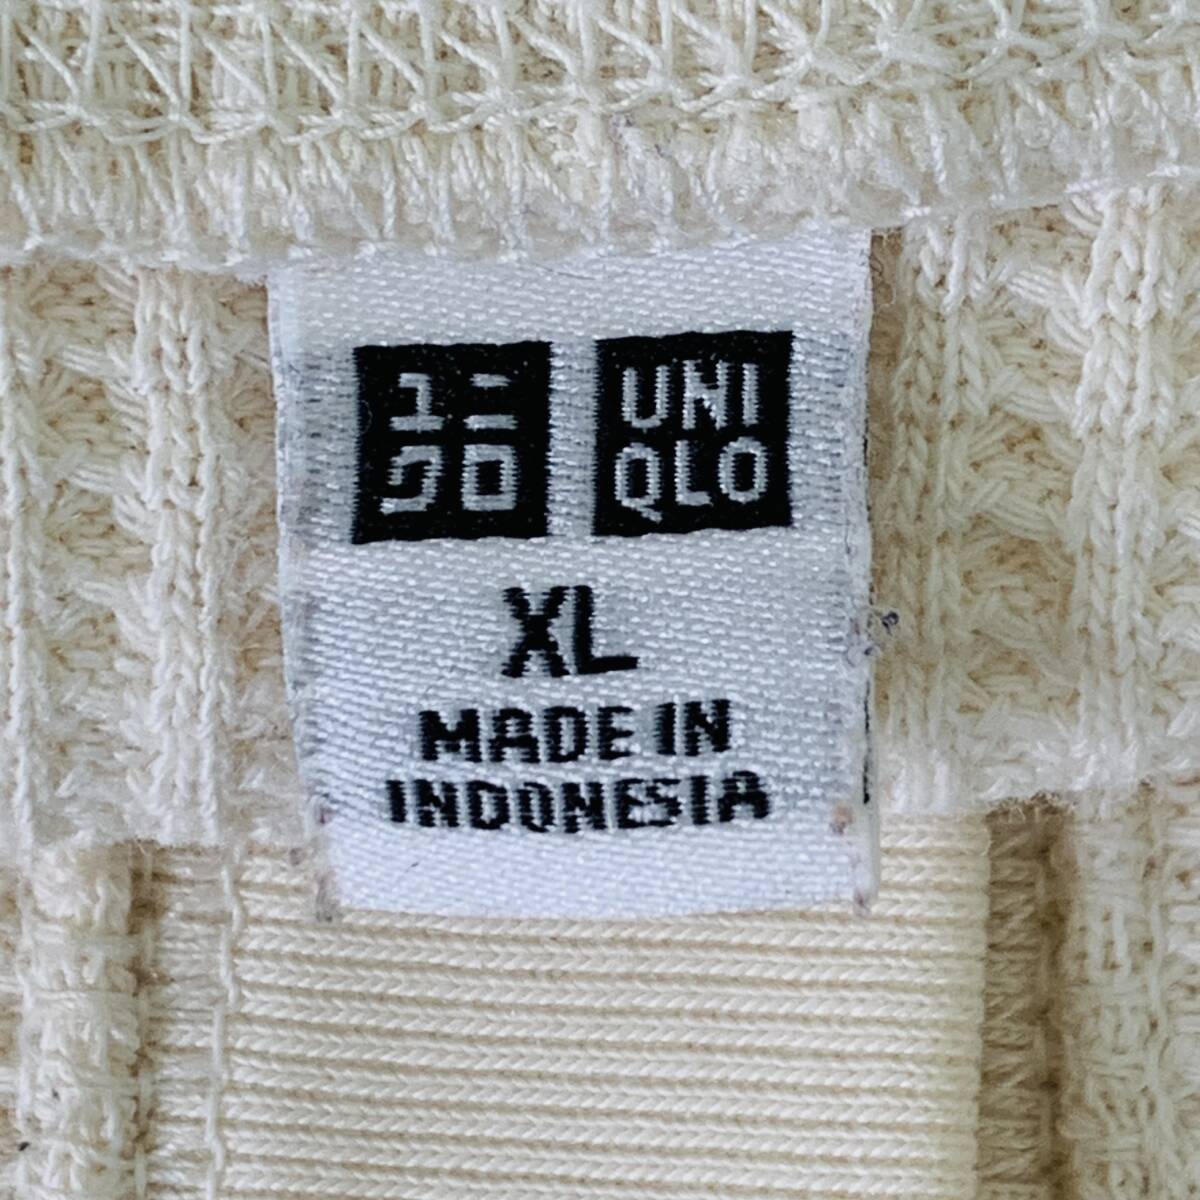 ユニ
クロ
UNI
QLO
XL
MADE IN
INDONESIA